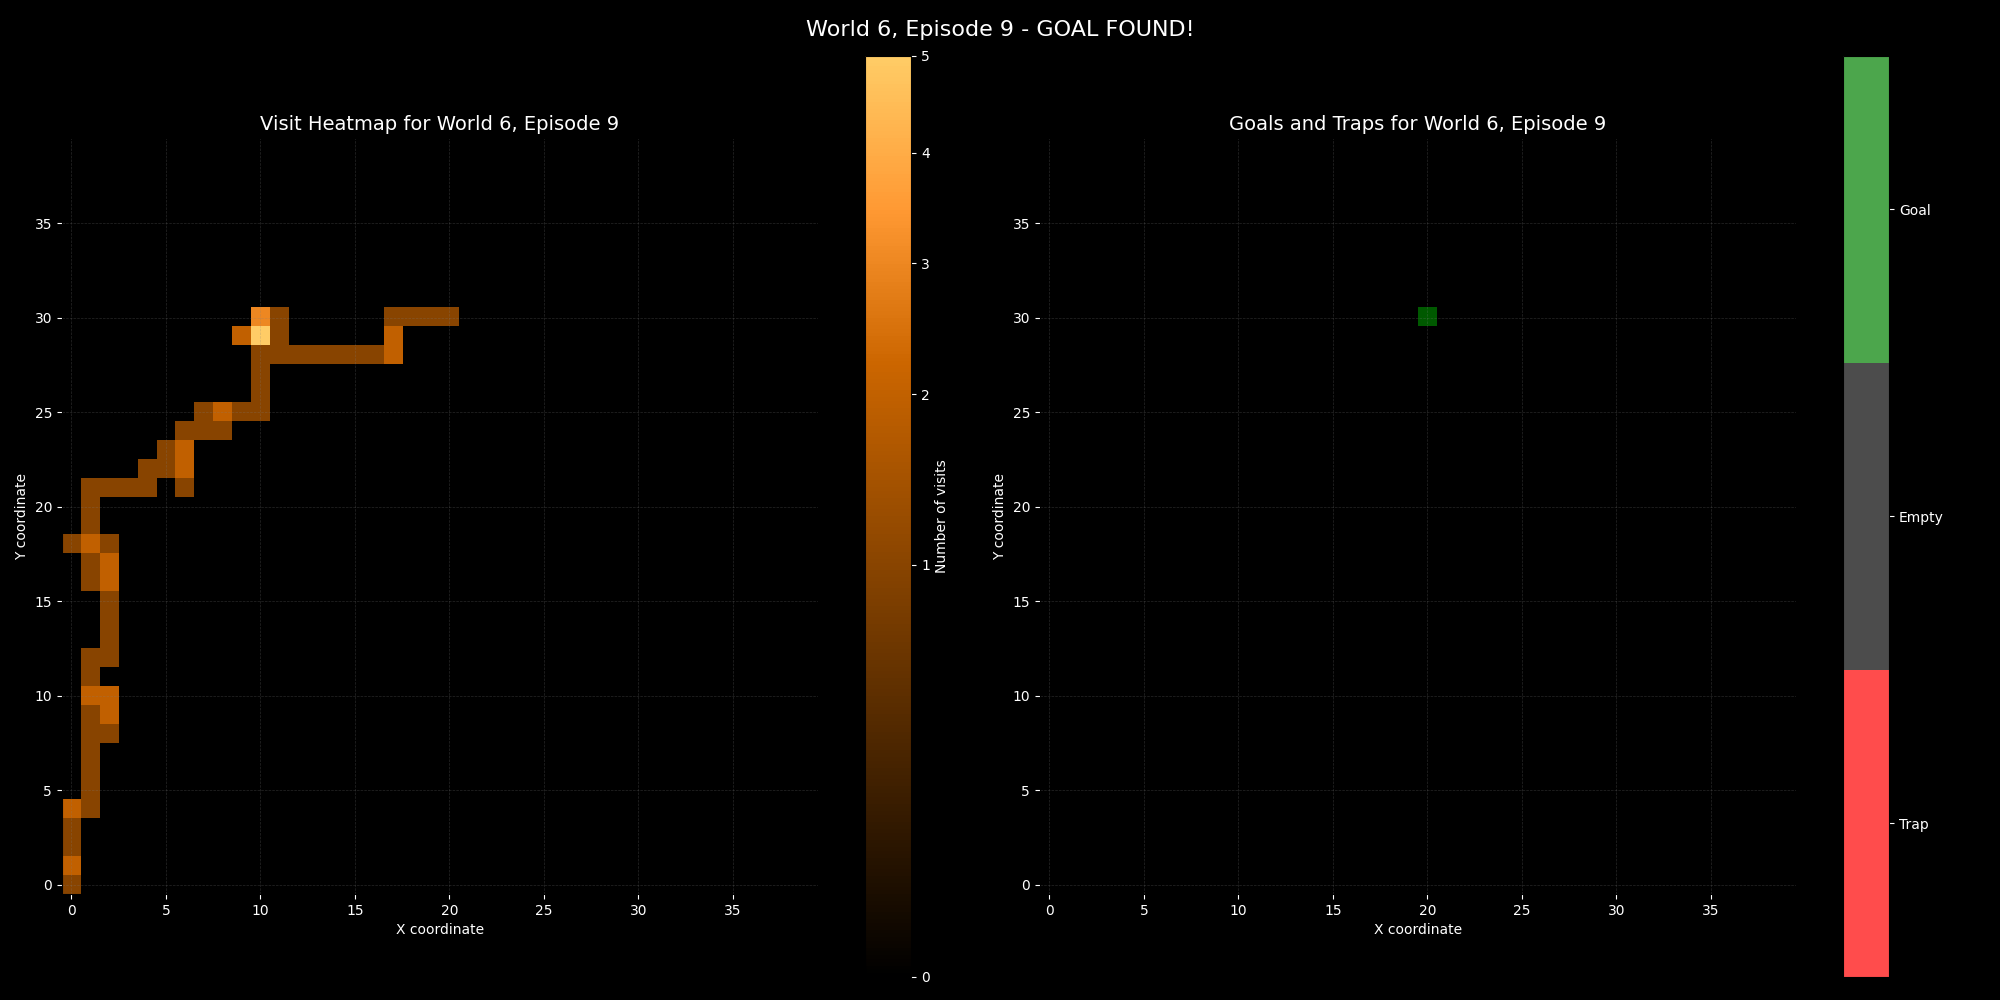 World 6, Episode 9 - GOAL FOUND!
Visit Heatmap for World 6, Episode 9
35
30
25
20
15
10
5
0
Y coordinate
0 5 10 15 20 25 30 35
X coordinate
5
4
3
2
1
0
Number of visits
Goals and Traps for World 6, Episode 9
35
30
25
20
15
10
5
0
Y coordinate
0 5 10 15 20 25 30 35
X coordinate
Goal
Empty
Trap